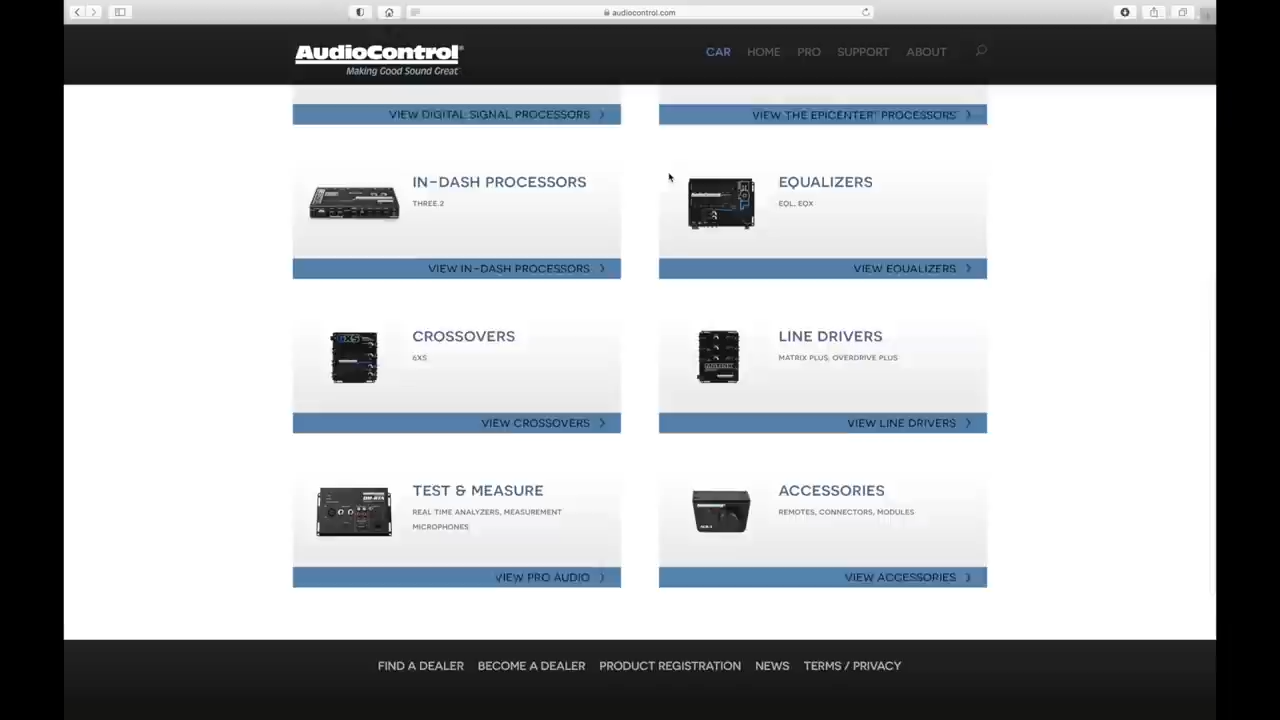 audiocontrol.com
AudioControl®
Making Good Sound Great
CAR HOME PRO SUPPORT ABOUT
VIEW DIGITAL SIGNAL PROCESSORS
VIEW THE EPICENTER® PROCESSORS
IN-DASH PROCESSORS
THREE.2
VIEW IN-DASH PROCESSORS
EQUALIZERS
EQL, EQX
VIEW EQUALIZERS
CROSSOVERS
6XS
VIEW CROSSOVERS
LINE DRIVERS
MATRIX PLUS, OVERDRIVE PLUS
VIEW LINE DRIVERS
TEST & MEASURE
REAL TIME ANALYZERS, MEASUREMENT
MICROPHONES
VIEW PRO AUDIO
ACCESSORIES
REMOTES, CONNECTORS, MODULES
VIEW ACCESSORIES
FIND A DEALER BECOME A DEALER PRODUCT REGISTRATION NEWS TERMS / PRIVACY